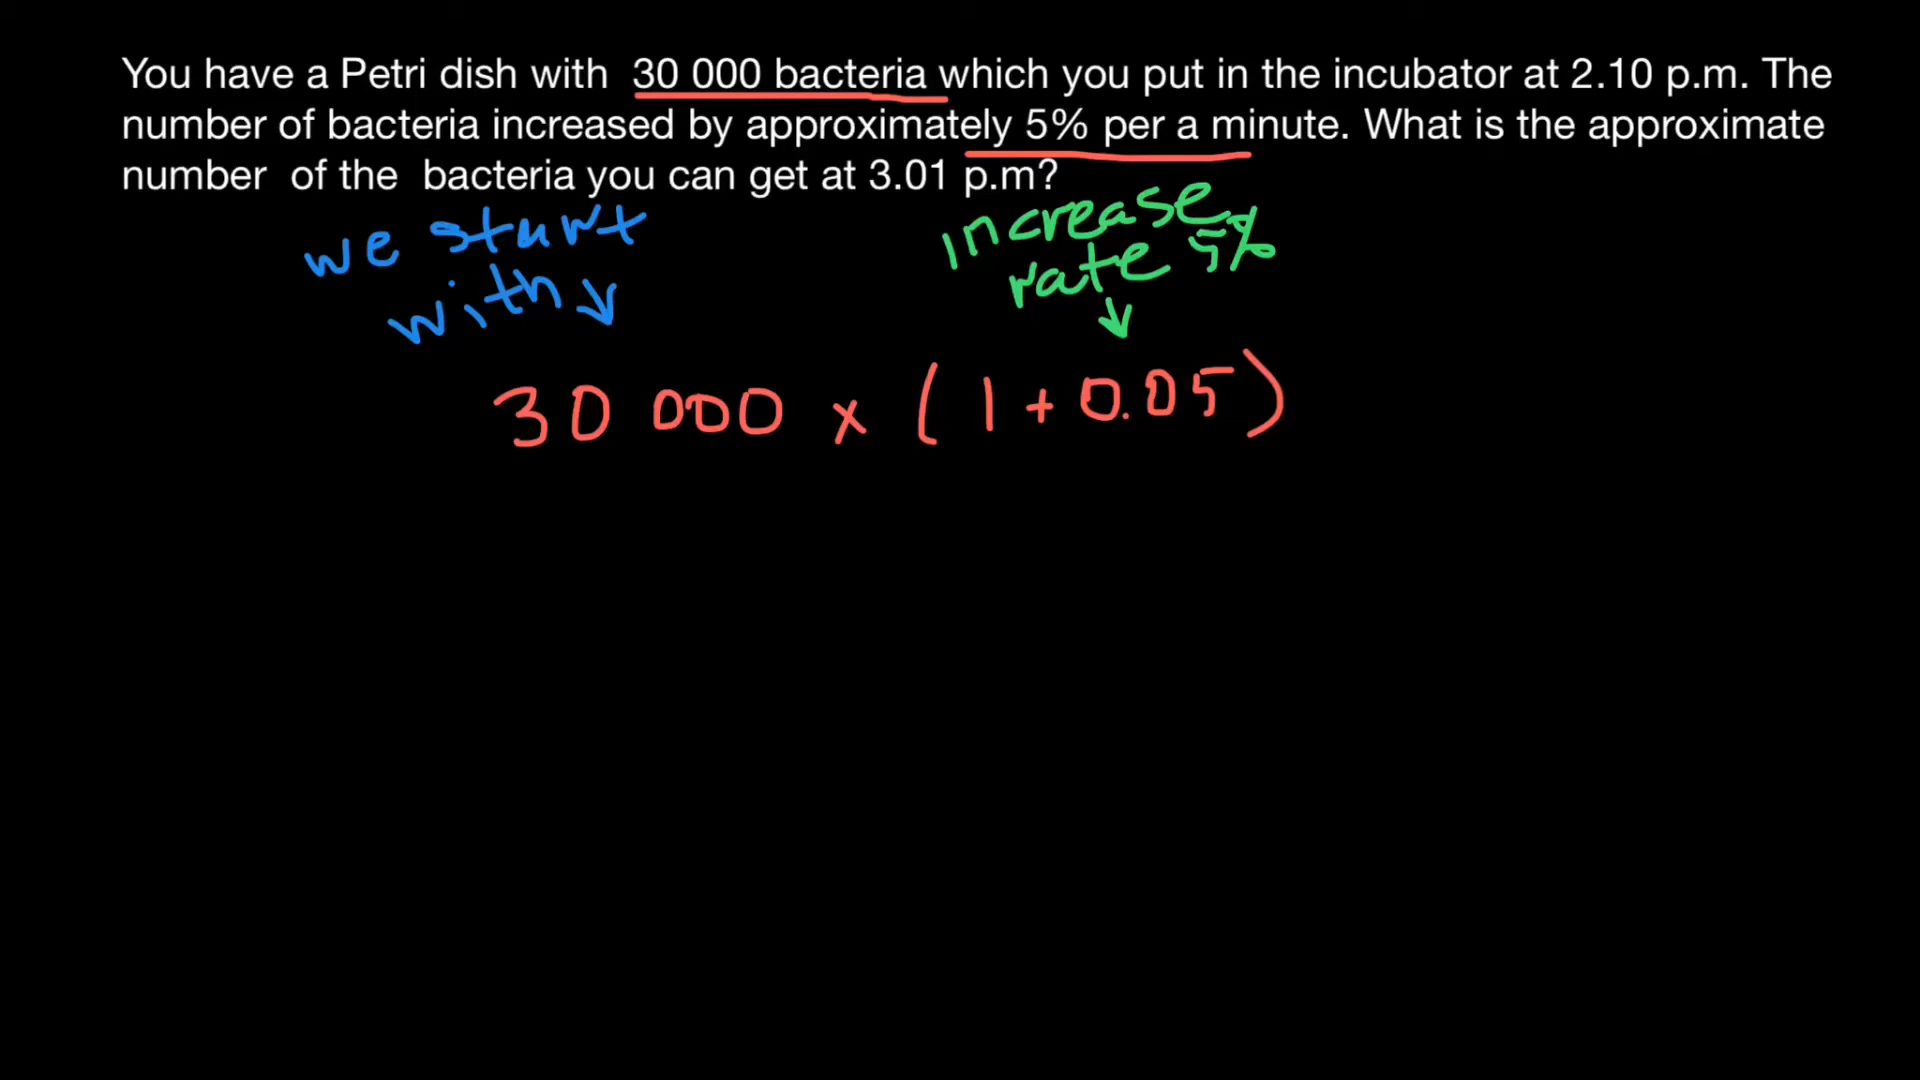 You have a Petri dish with 30 000 bacteria which you put in the incubator at 2.10 p.m. The
number of bacteria increased by approximately 5% per a minute. What is the approximate
number of the bacteria you can get at 3.01 p.m?
we start
with ↓
increase
rate 5%
↓
30 000 x (1 + 0.05)